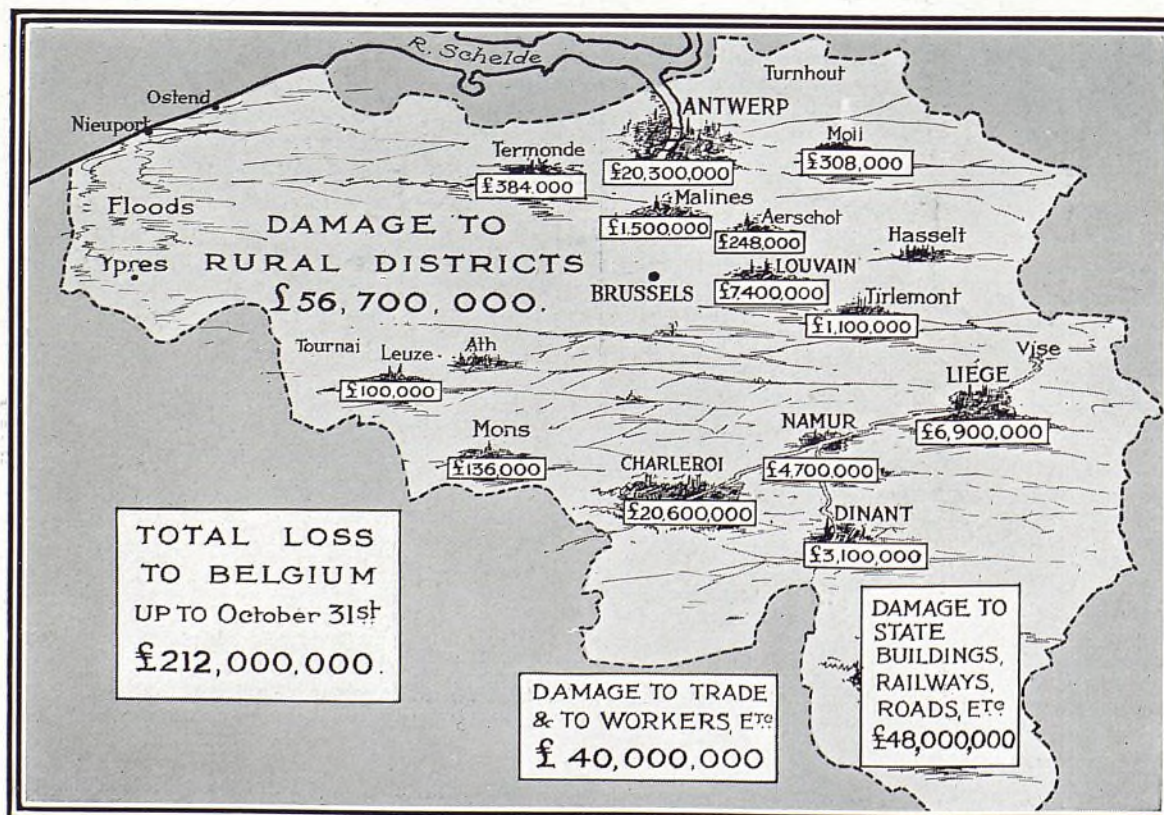 R. Schelde
Turnhout
Ostend
ANTWERP
Nieuport
Moll
Termonde
£308,000
£20,300,000
£384,000
Malines
Floods
Aerschot
£1,500,000
DAMAGE TO
Hasselt
£248,000
Ypres
RURAL DISTRICTS
LOUVAIN
BRUSSELS
£7,400,000
£56,700,000.
Tirlemont
£1,100,000
Tournai
Leuze
Ath
Vise
LIÉGE
£100,000
£6,900,000
Mons
NAMUR
£136,000
CHARLEROI
£4,700,000
£20,600,000
DINANT
£3,100,000
TOTAL LOSS
TO BELGIUM
UP TO October 31st
£212,000,000.
DAMAGE TO TRADE
& TO WORKERS, ETC
£ 40,000,000
DAMAGE TO
STATE
BUILDINGS,
RAILWAYS,
ROADS, ETC
£48,000,000